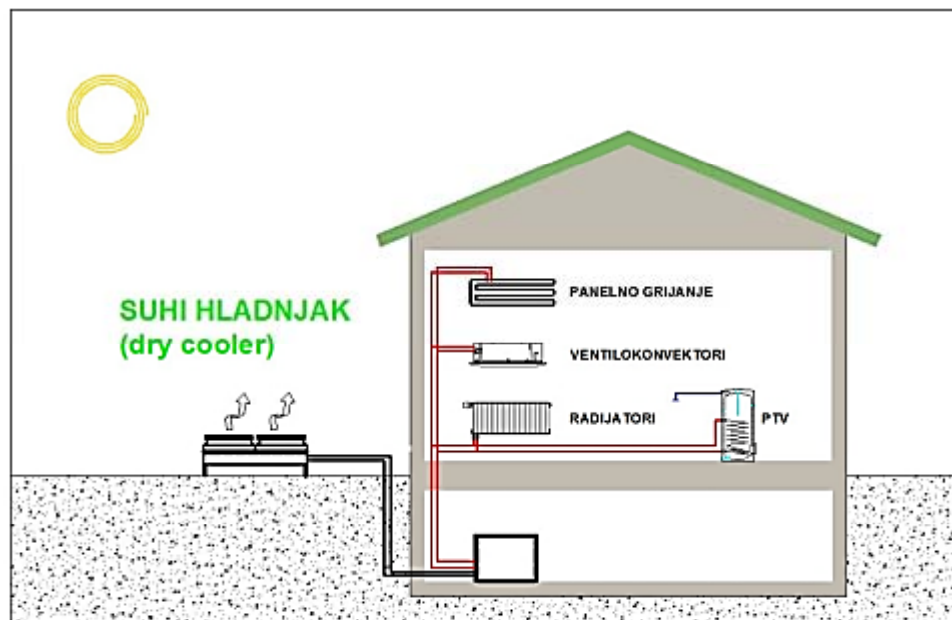 SUHI HLADNJAK
(dry cooler)
PANELNO GRIJANJE
VENTILOKONVEKTORI
RADIJATORI
PTV